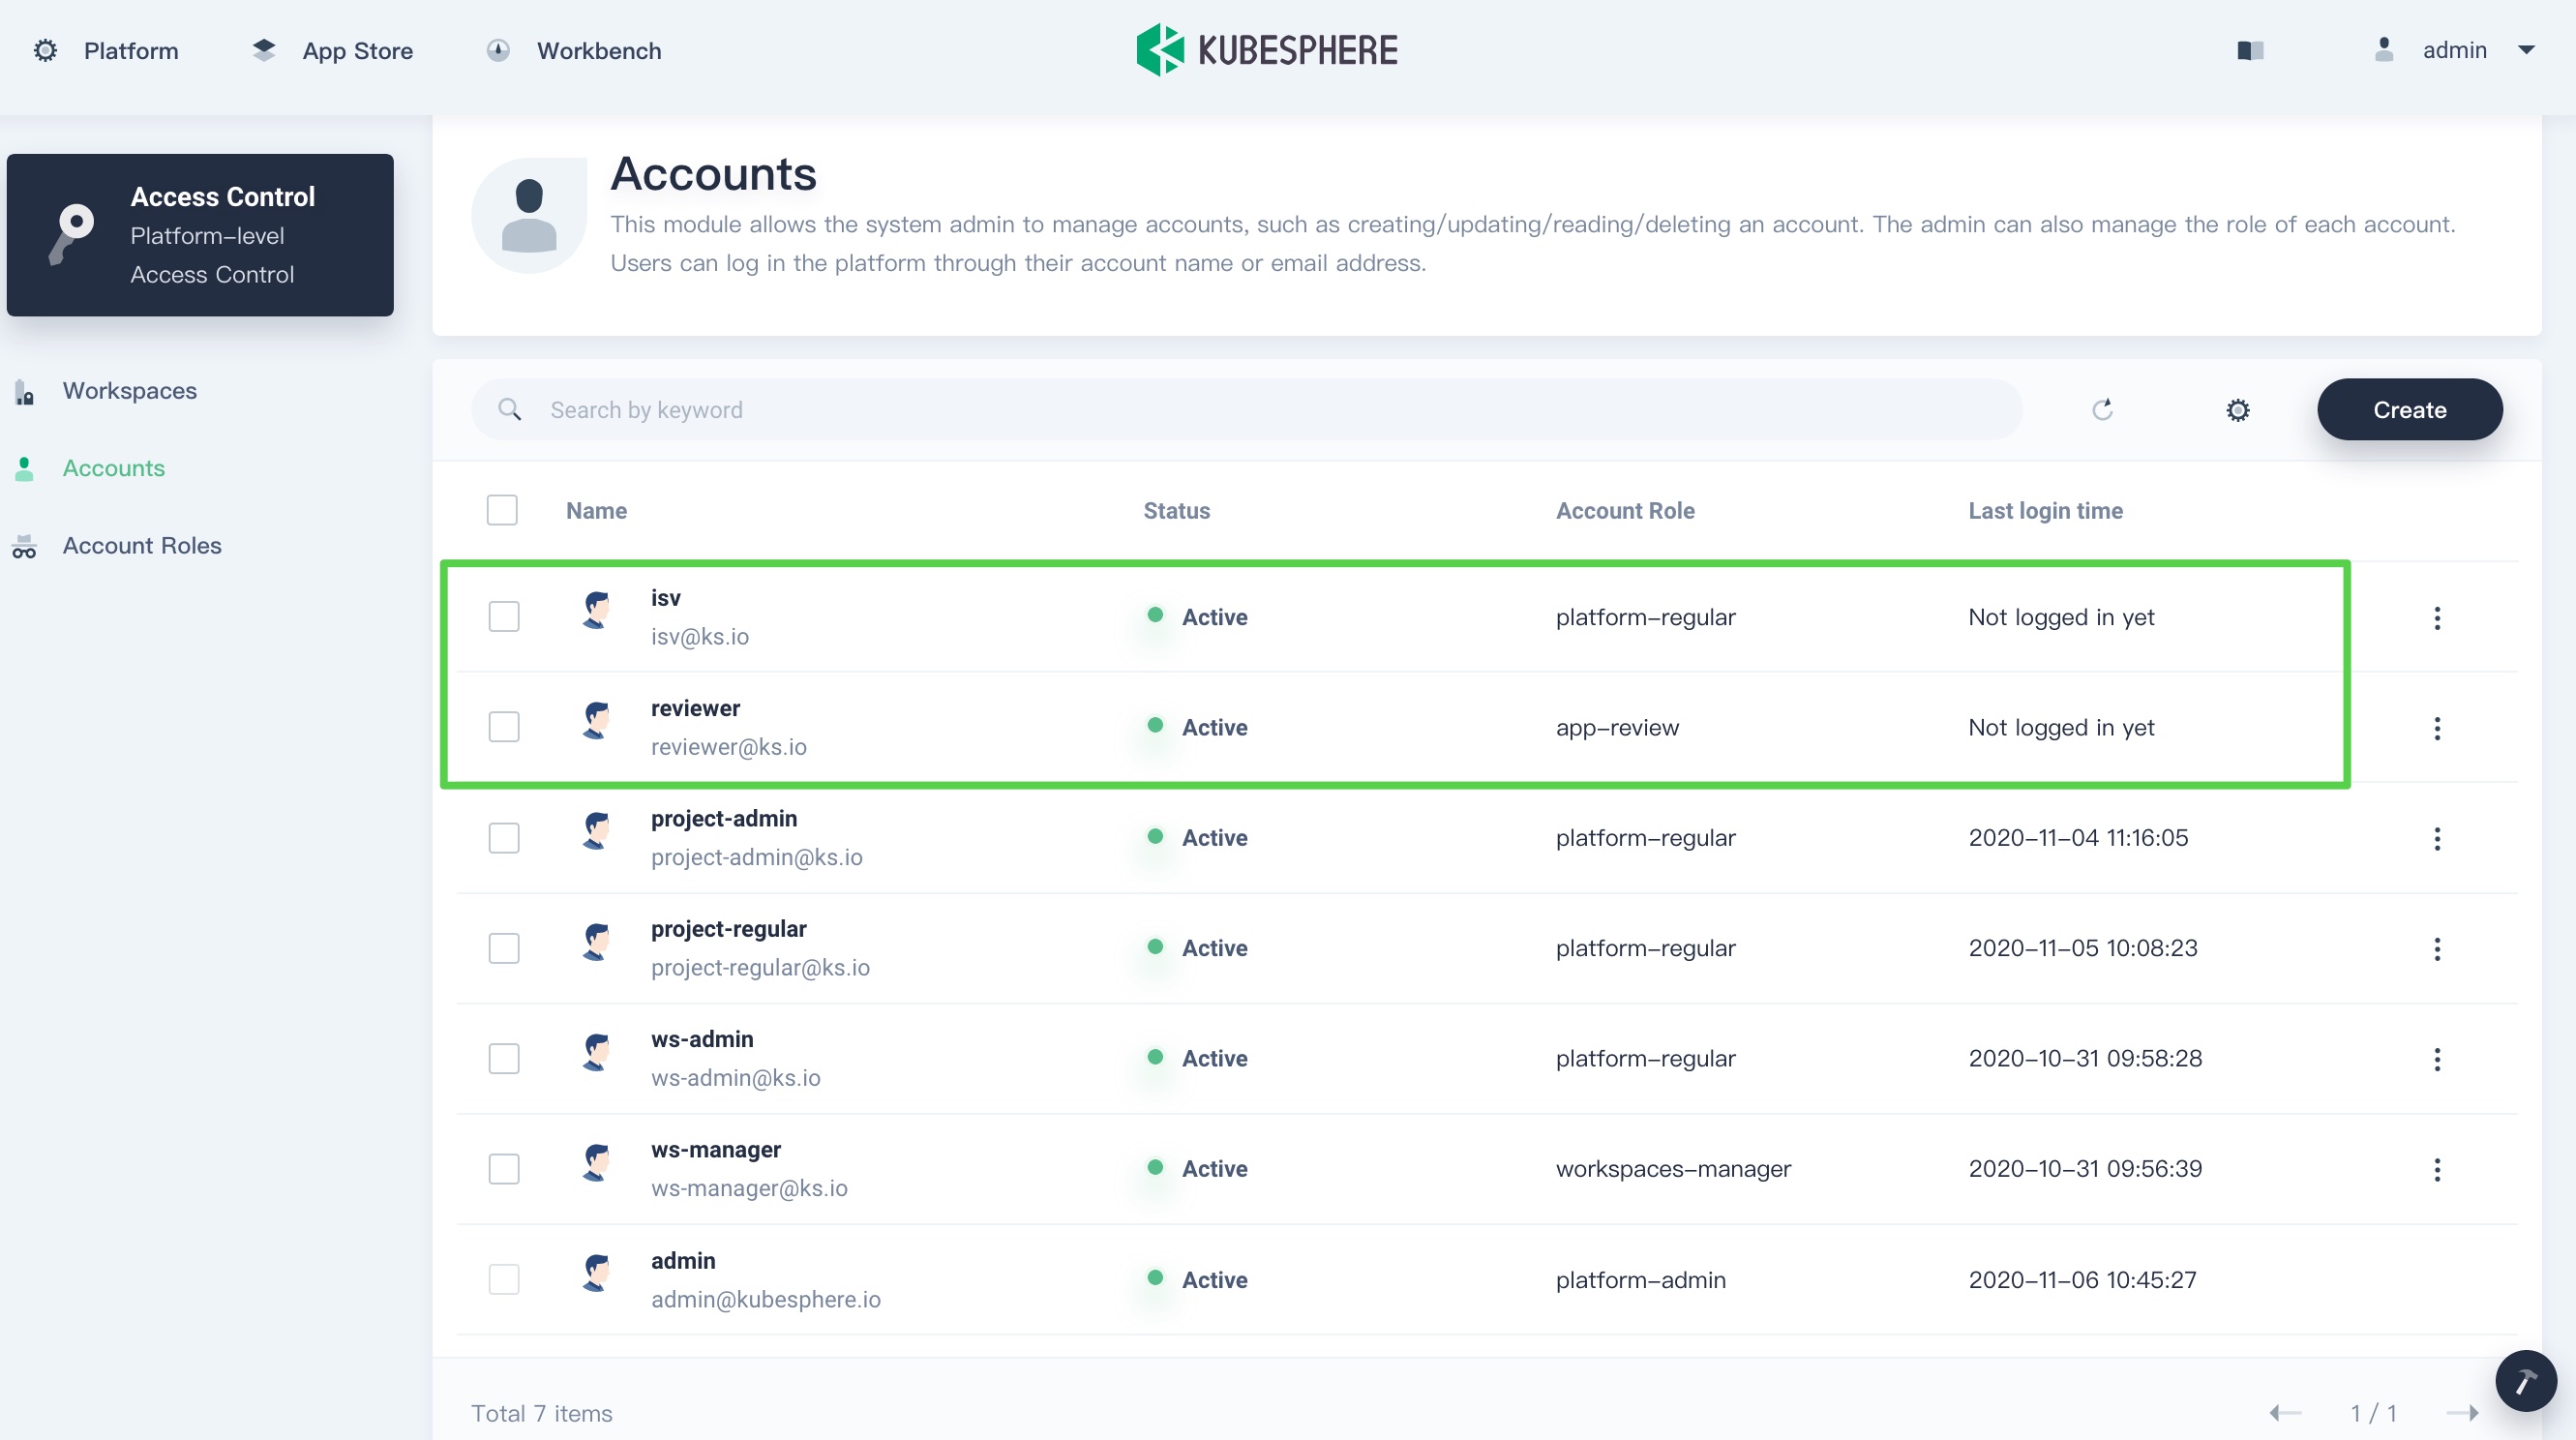 Platform
App Store
Workbench
KUBESPHERE
admin
Access Control
Platform-level
Access Control
Workspaces
Accounts
Account Roles
Accounts
This module allows the system admin to manage accounts, such as creating/updating/reading/deleting an account. The admin can also manage the role of each account.
Users can log in the platform through their account name or email address.
Search by keyword
Create
Name Status Account Role Last login time
isv
isv@ks.io
Active platform-regular Not logged in yet
reviewer
reviewer@ks.io
Active app-review Not logged in yet
project-admin
project-admin@ks.io
Active platform-regular 2020-11-04 11:16:05
project-regular
project-regular@ks.io
Active platform-regular 2020-11-05 10:08:23
ws-admin
ws-admin@ks.io
Active platform-regular 2020-10-31 09:58:28
ws-manager
ws-manager@ks.io
Active workspaces-manager 2020-10-31 09:56:39
admin
admin@kubesphere.io
Active platform-admin 2020-11-06 10:45:27
Total 7 items
1 / 1